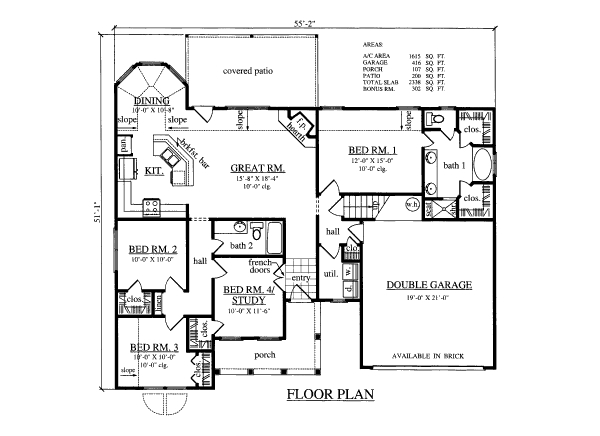 55'-2"
AREAS:
A/C AREA 1615 SQ. FT.
GARAGE 416 SQ. FT.
PORCH 107 SQ. FT.
PATIO 200 SQ. FT.
TOTAL SLAB 2338 SQ. FT.
BONUS RM. 302 SQ. FT.
covered patio
DINING
10'-0" X 10'-8"
slope
slope
slope
f.p.
hearth
slope
clos.
BED RM. 1
12'-0" X 15'-0"
10'-0" clg.
bath 1
pan.
brkfst. bar
KIT.
GREAT RM.
15'-8" X 18'-4"
10'-0" clg.
clos.
seat
up
w.h.
51'-1"
hall
bath 2
BED RM. 2
10'-0" X 10'-0"
hall
french
doors
clos.
util.
w.
d.
entry
DOUBLE GARAGE
19'-0" X 21'-0"
BED RM. 4/
STUDY
10'-0" X 11'-6"
clos.
linen
clos.
BED RM. 3
10'-0" X 10'-0"
10'-0" clg.
slope
clos.
porch
AVAILABLE IN BRICK
FLOOR PLAN